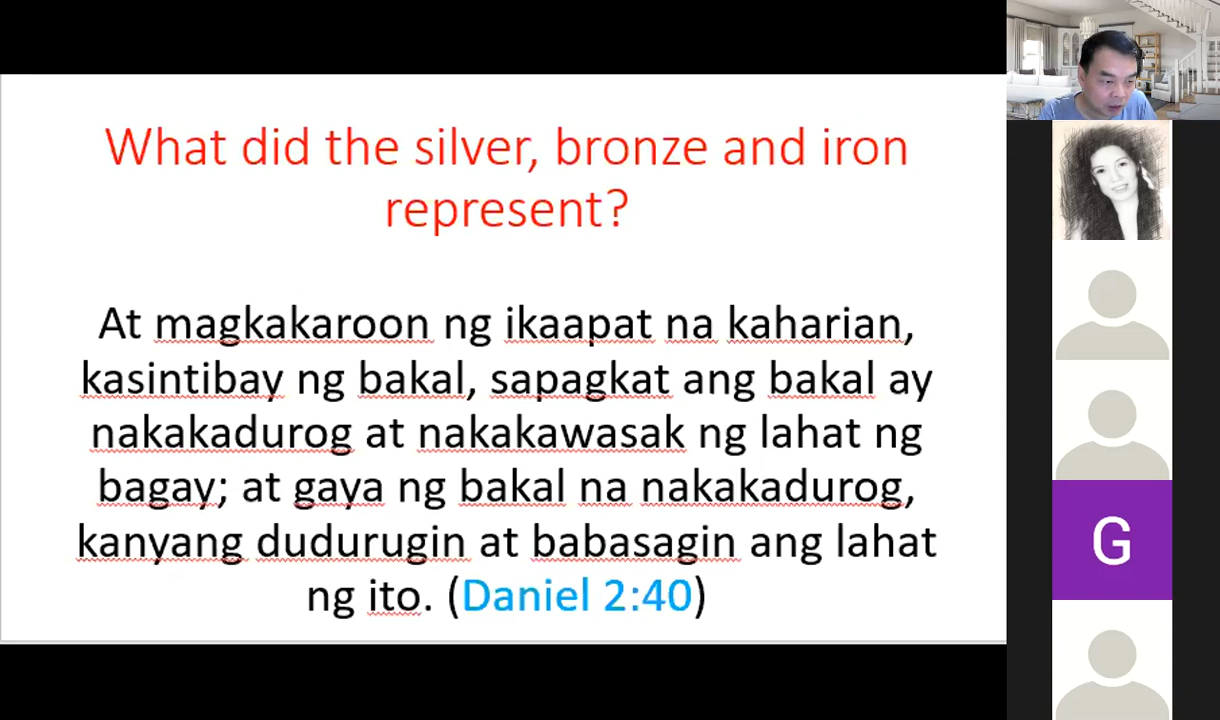 What did the silver, bronze and iron
represent?
At magkakaroon ng ikaapat na kaharian,
kasintibay ng bakal, sapagkat ang bakal ay
nakakadurog at nakakawasak ng lahat ng
bagay; at gaya ng bakal na nakakadurog,
kanyang dudurugin at babasagin ang lahat
ng ito. (Daniel 2:40)
G